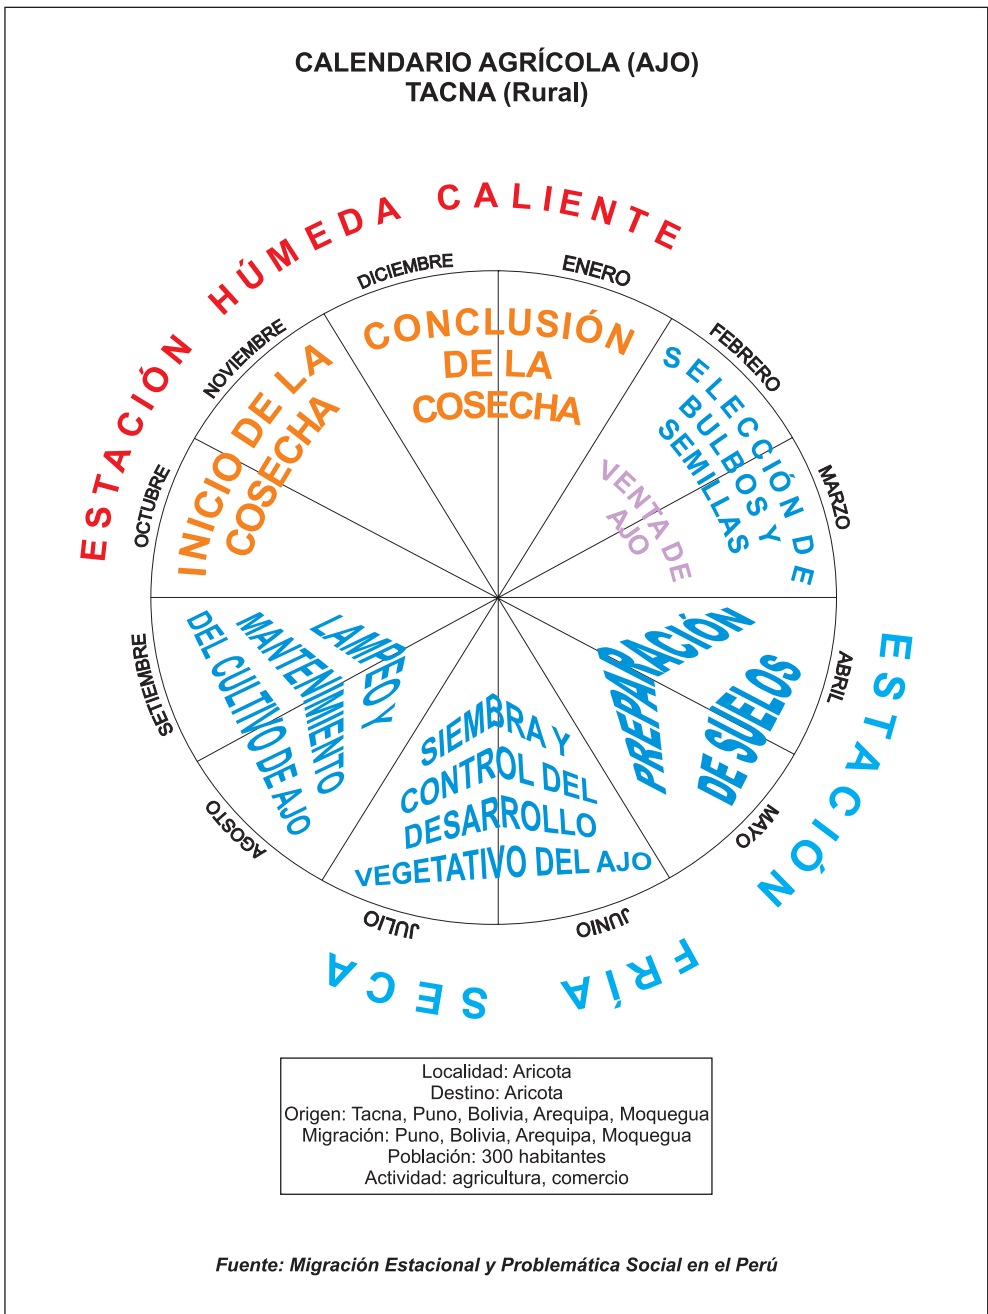 CALENDARIO AGRÍCOLA (AJO)
TACNA (Rural)
ESTACIÓN HÚMEDA CALIENTE
DICIEMBRE
ENERO
NOVIEMBRE
FEBRERO
OCTUBRE
MARZO
CONCLUSIÓN
DE LA
COSECHA
INICIO DE LA
COSECHA
SELECCIÓN DE
BULBOS Y
SEMILLAS
VENTA DE
AJO
LAMPEO Y
MANTENIMIENTO
DEL CULTIVO DE AJO
SIEMBRA Y
CONTROL DEL
DESARROLLO
VEGETATIVO DEL AJO
PREPARACIÓN
DE SUELOS
SETIEMBRE
ABRIL
AGOSTO
MAYO
JULIO
JUNIO
ESTACIÓN FRÍA SECA
Localidad: Aricota
Destino: Aricota
Origen: Tacna, Puno, Bolivia, Arequipa, Moquegua
Migración: Puno, Bolivia, Arequipa, Moquegua
Población: 300 habitantes
Actividad: agricultura, comercio
Fuente: Migración Estacional y Problemática Social en el Perú